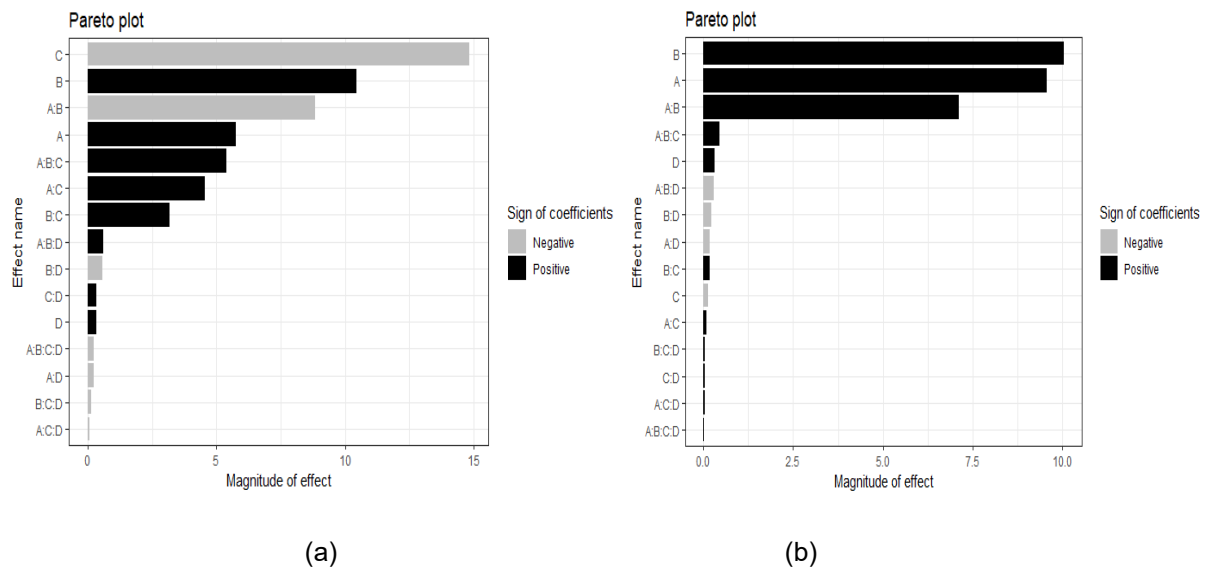 Pareto plot
Effect name
C
B
A:B
A
A:B:C
A:C
B:C
A:B:D
B:D
C:D
D
A:B:C:D
A:D
B:C:D
A:C:D
0 5 10 15
Magnitude of effect
Sign of coefficients
Negative
Positive
(a)
Pareto plot
Effect name
B
A
A:B
A:B:C
D
A:B:D
B:D
A:D
B:C
C
A:C
B:C:D
C:D
A:C:D
A:B:C:D
0.0 2.5 5.0 7.5 10.0
Magnitude of effect
Sign of coefficients
Negative
Positive
(b)